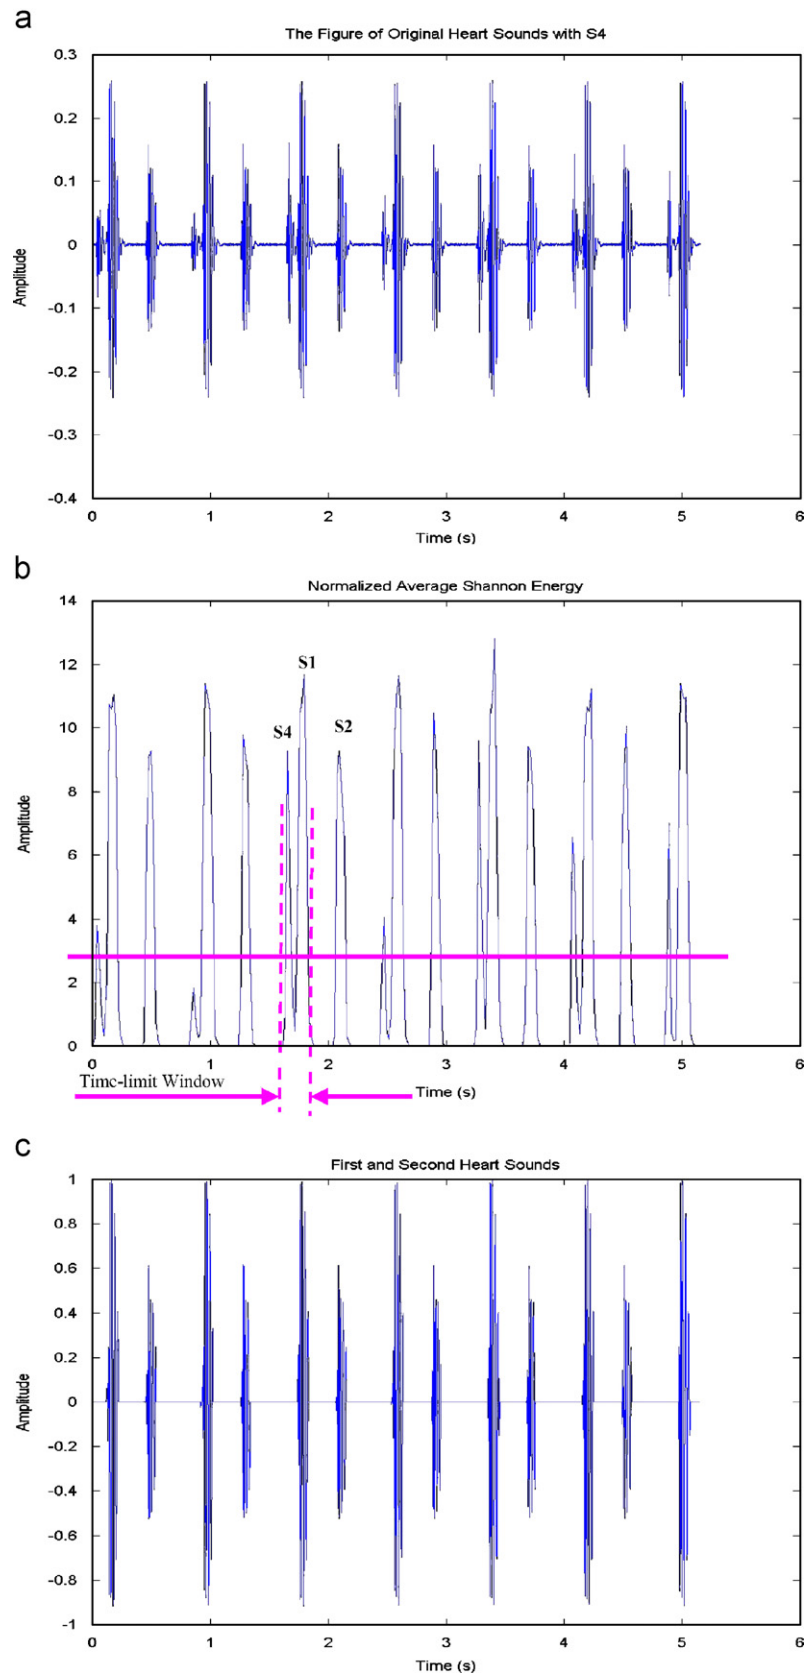 a
The Figure of Original Heart Sounds with S4
0.3
0.2
0.1
0
-0.1
-0.2
-0.3
-0.4
Amplitude
0 1 2 3 4 5 6
Time (s)
b
Normalized Average Shannon Energy
14
12
10
8
6
4
2
0
Amplitude
S1
S4 S2
0 1 2 3 4 5 6
Time-limit Window
Time (s)
c
First and Second Heart Sounds
1
0.8
0.6
0.4
0.2
0
-0.2
-0.4
-0.6
-0.8
-1
Amplitude
0 1 2 3 4 5 6
Time (s)